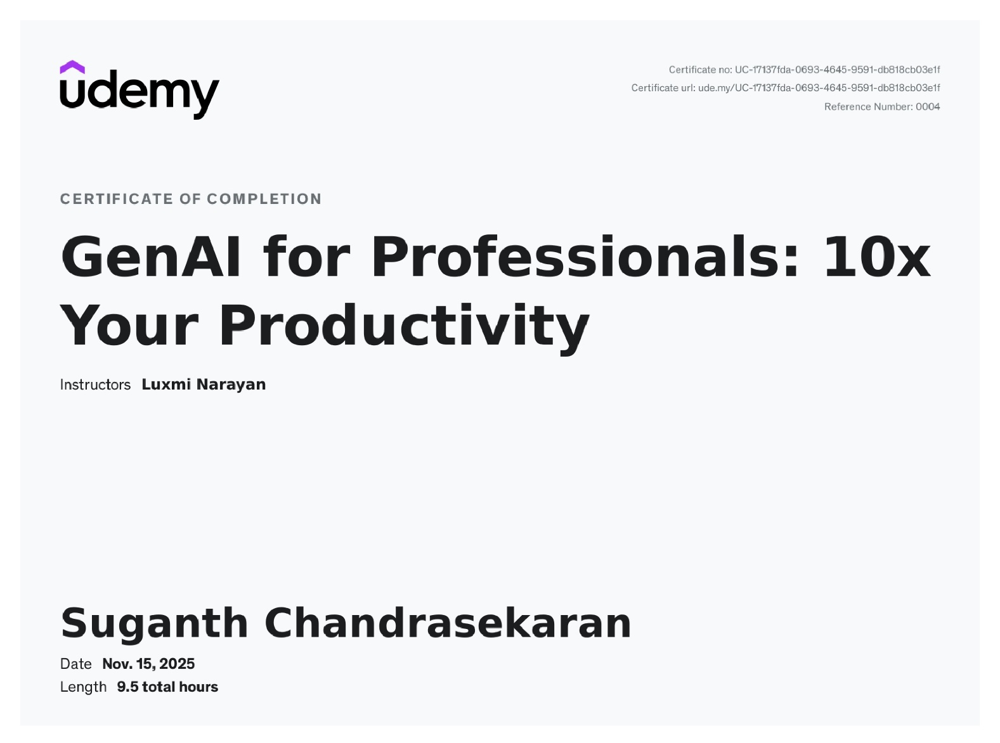 udemy
Certificate no: UC-17137fda-0693-4645-9591-db818cb03e1f
Certificate url: ude.my/UC-17137fda-0693-4645-9591-db818cb03e1f
Reference Number: 0004
CERTIFICATE OF COMPLETION
GenAI for Professionals: 10x
Your Productivity
Instructors Luxmi Narayan
Suganth Chandrasekaran
Date Nov. 15, 2025
Length 9.5 total hours